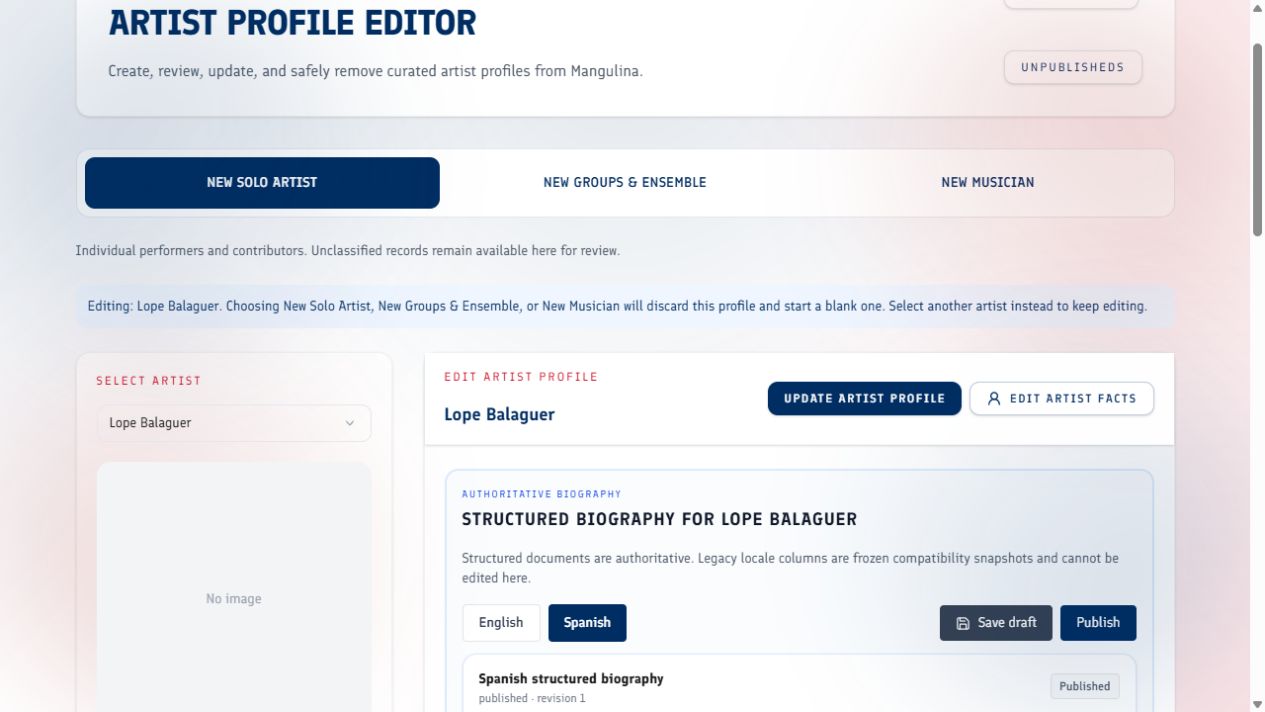 ARTIST PROFILE EDITOR
Create, review, update, and safely remove curated artist profiles from Mangulina.
UNPUBLISHEDS
NEW SOLO ARTIST
NEW GROUPS & ENSEMBLE
NEW MUSICIAN
Individual performers and contributors. Unclassified records remain available here for review.
Editing: Lope Balaguer. Choosing New Solo Artist, New Groups & Ensemble, or New Musician will discard this profile and start a blank one. Select another artist instead to keep editing.
SELECT ARTIST
Lope Balaguer
No image
EDIT ARTIST PROFILE
Lope Balaguer
UPDATE ARTIST PROFILE
EDIT ARTIST FACTS
AUTHORITATIVE BIOGRAPHY
STRUCTURED BIOGRAPHY FOR LOPE BALAGUER
Structured documents are authoritative. Legacy locale columns are frozen compatibility snapshots and cannot be
edited here.
English
Spanish
Save draft
Publish
Spanish structured biography
published · revision 1
Published